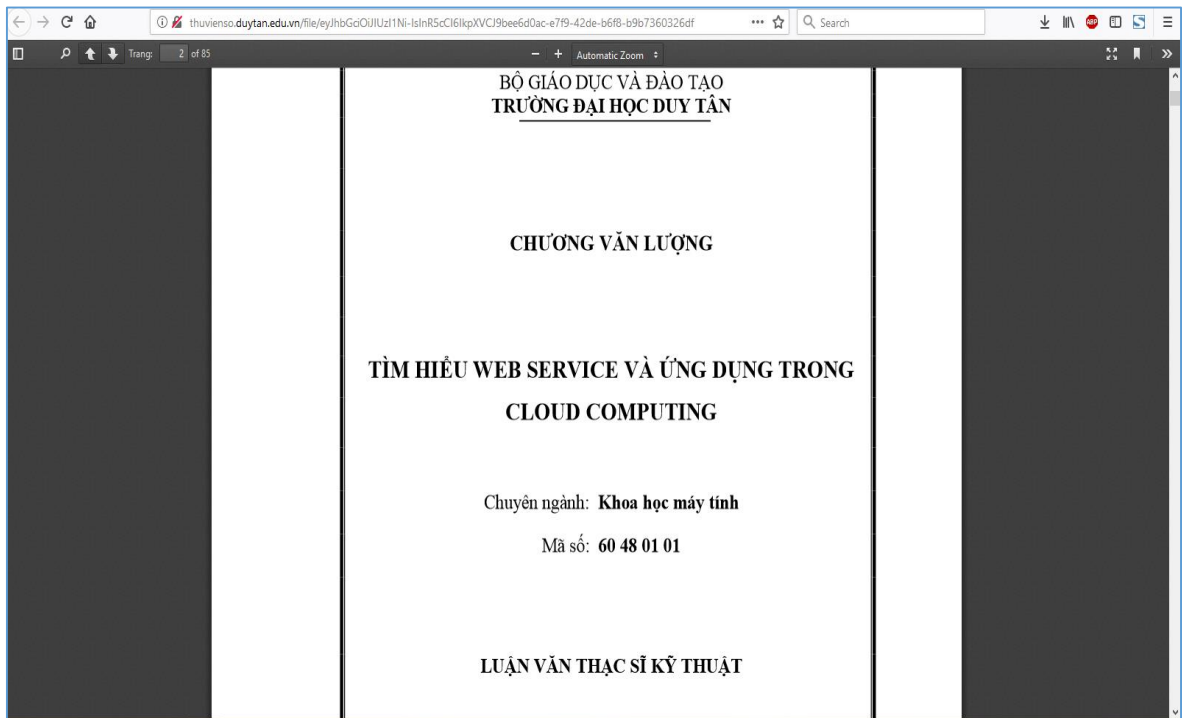 thuvienso.duytan.edu.vn/file/eyJhbGciOiJIUzI1Ni-IsInR5cCI6IkpXVCJ9bee6d0ac-e7f9-42de-b6f8-b9b7360326df
Search
ABP
Trang: 2 of 85
Automatic Zoom
BỘ GIÁO DỤC VÀ ĐÀO TẠO
TRƯỜNG ĐẠI HỌC DUY TÂN
CHƯƠNG VĂN LƯỢNG
TÌM HIỂU WEB SERVICE VÀ ỨNG DỤNG TRONG
CLOUD COMPUTING
Chuyên ngành: Khoa học máy tính
Mã số: 60 48 01 01
LUẬN VĂN THẠC SĨ KỸ THUẬT